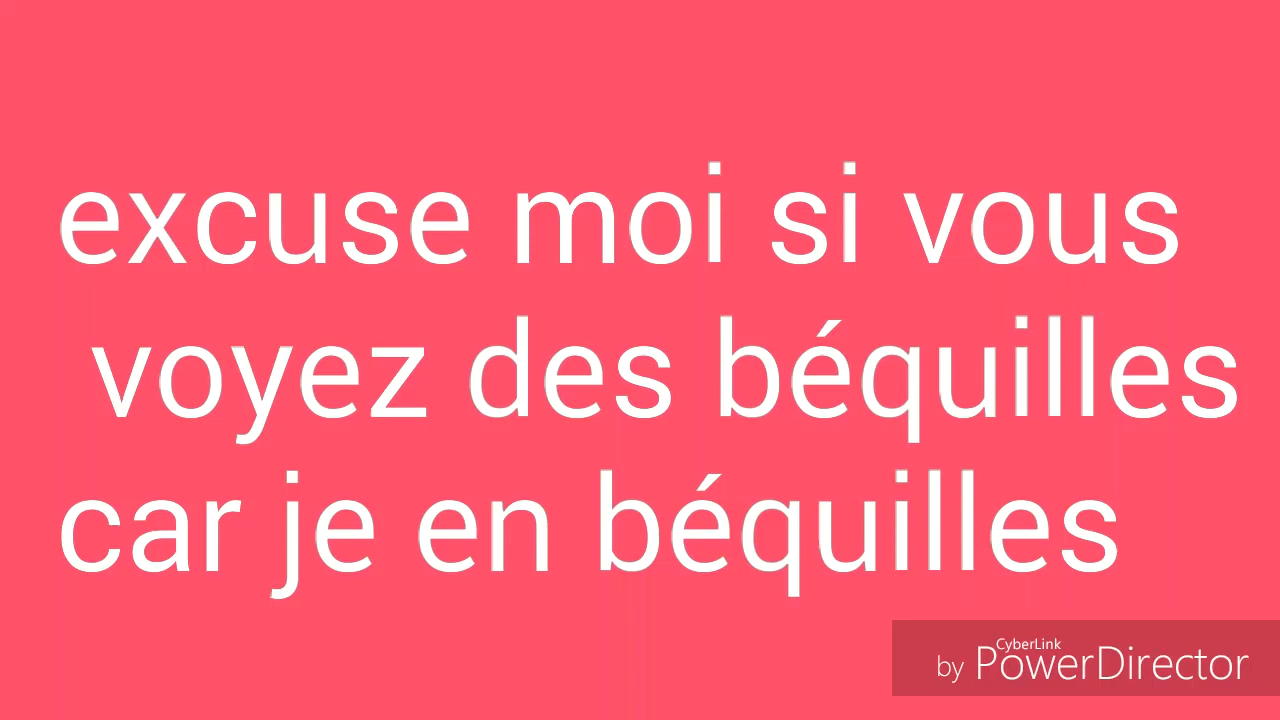 excuse moi si vous
voyez des béquilles
car je en béquilles
CyberLink
by PowerDirector